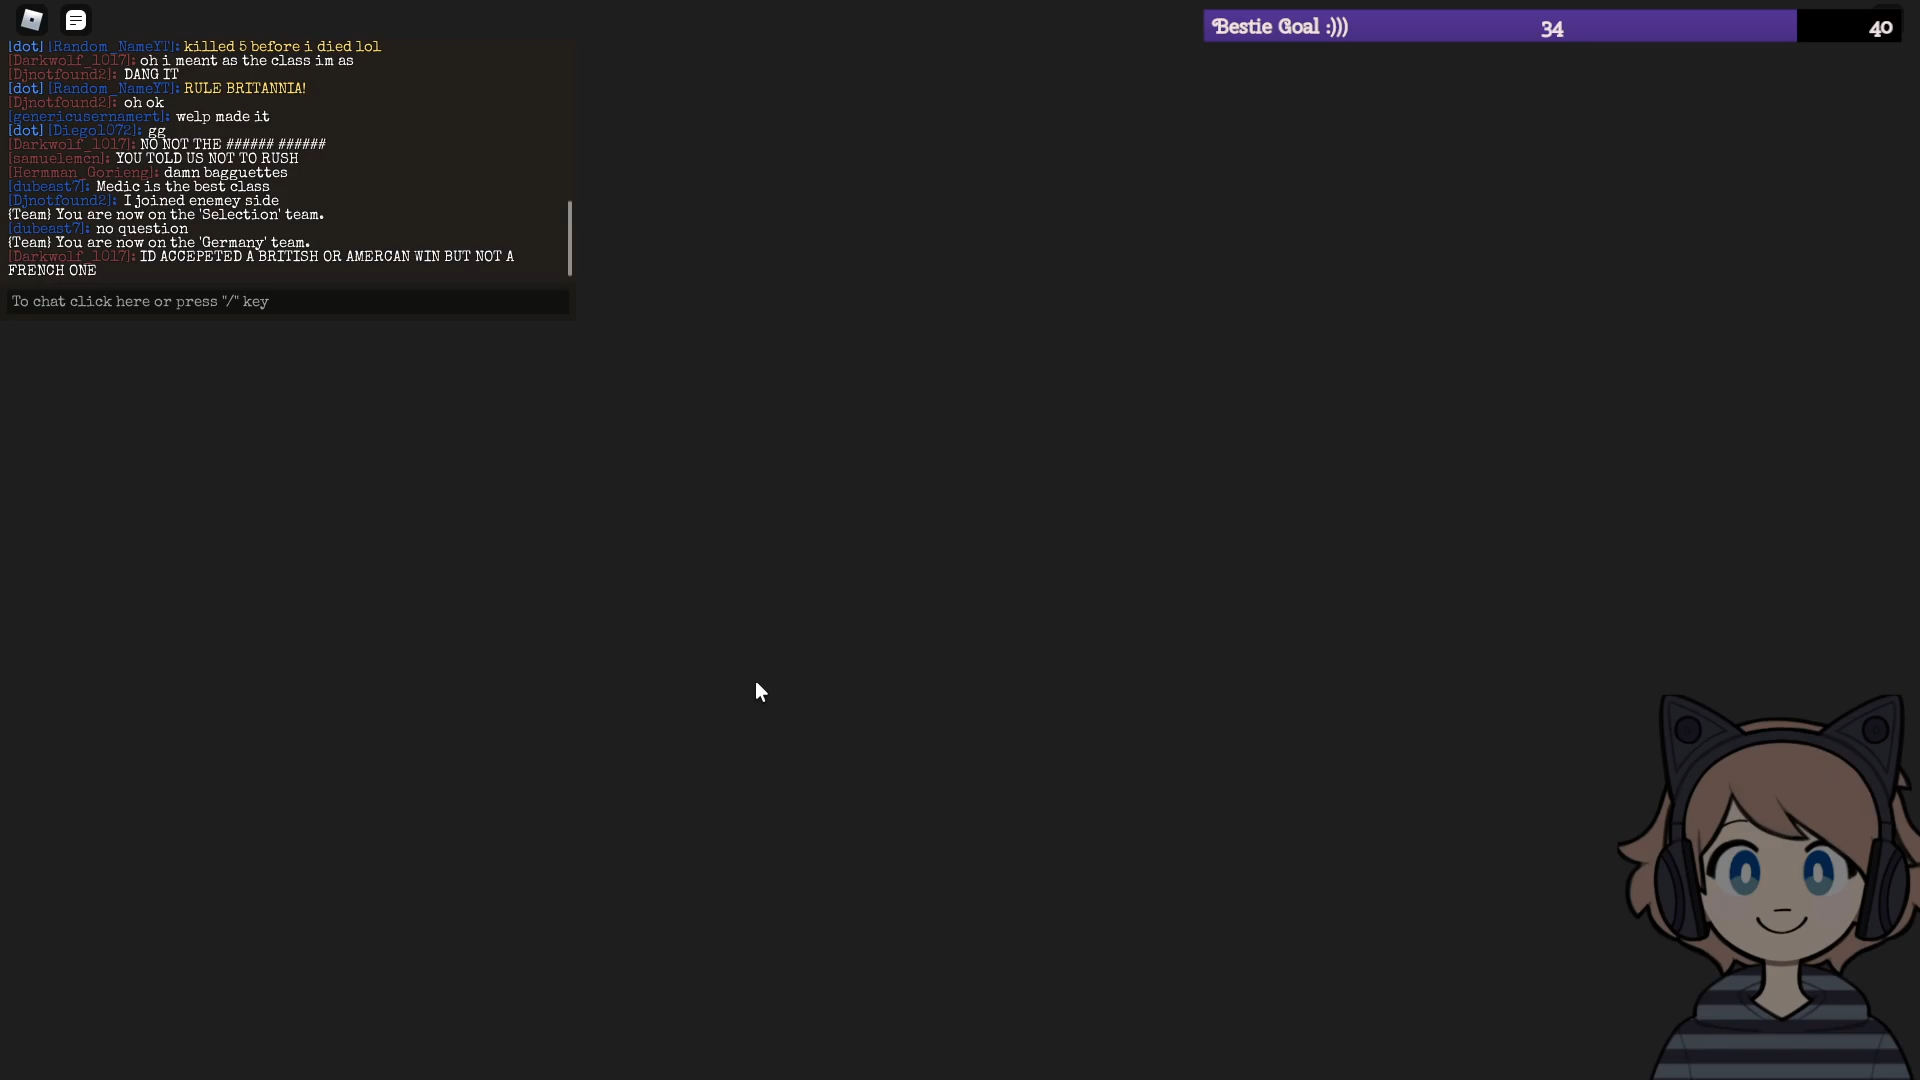 [dot] [Random_NameYT]: killed 5 before i died lol
[Darkwolf_1017]: oh i meant as the class im as
[Djnotfound2]: DANG IT
[dot] [Random_NameYT]: RULE BRITANNIA!
[Djnotfound2]: oh ok
[genericusernamert]: welp made it
[dot] [Diego1072]: gg
[Darkwolf_1017]: NO NOT THE ###### ######
[samuelemcn]: YOU TOLD US NOT TO RUSH
[Hermman_Gorieng]: damn bagguettes
[dubeast7]: Medic is the best class
[Djnotfound2]: I joined enemey side
{Team} You are now on the 'Selection' team.
[dubeast7]: no question
{Team} You are now on the 'Germany' team.
[Darkwolf_1017]: ID ACCEPETED A BRITISH OR AMERCAN WIN BUT NOT A
FRENCH ONE
To chat click here or press "/" key
Bestie Goal :))) 34 40